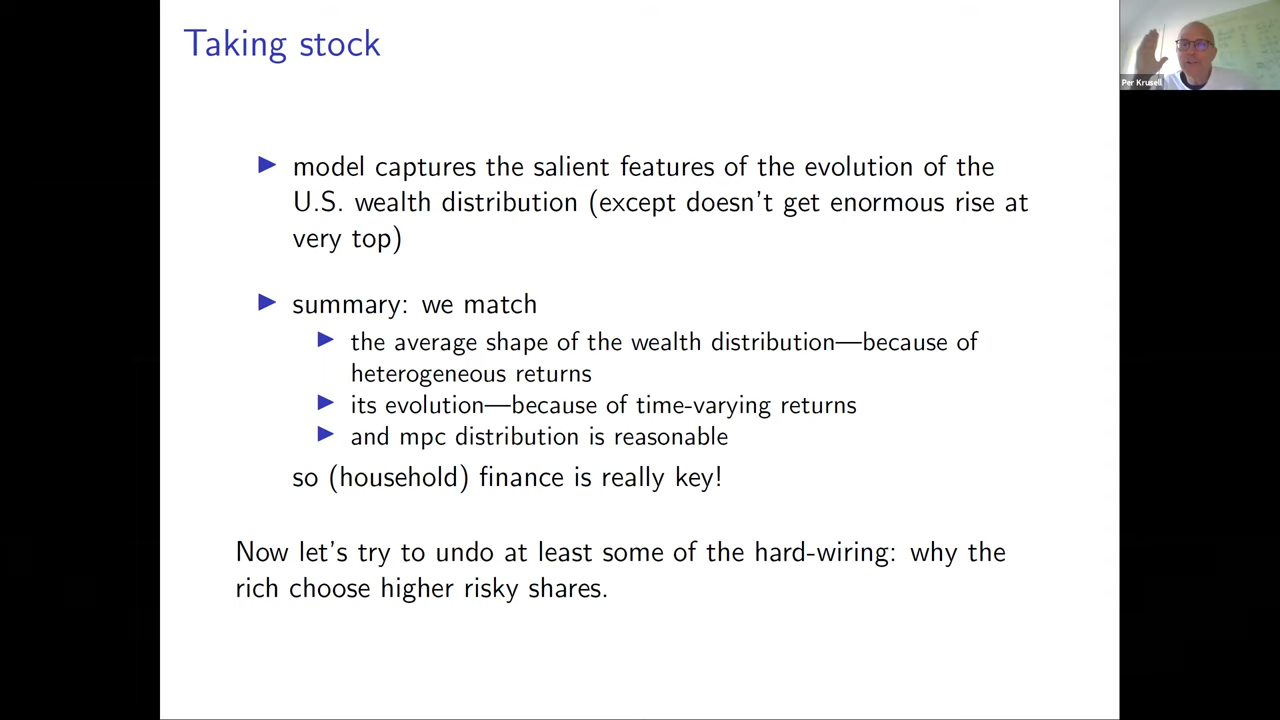 Taking stock
Per Krusell
model captures the salient features of the evolution of the
U.S. wealth distribution (except doesn't get enormous rise at
very top)
summary: we match
the average shape of the wealth distribution—because of
heterogeneous returns
its evolution—because of time-varying returns
and mpc distribution is reasonable
so (household) finance is really key!
Now let's try to undo at least some of the hard-wiring: why the
rich choose higher risky shares.